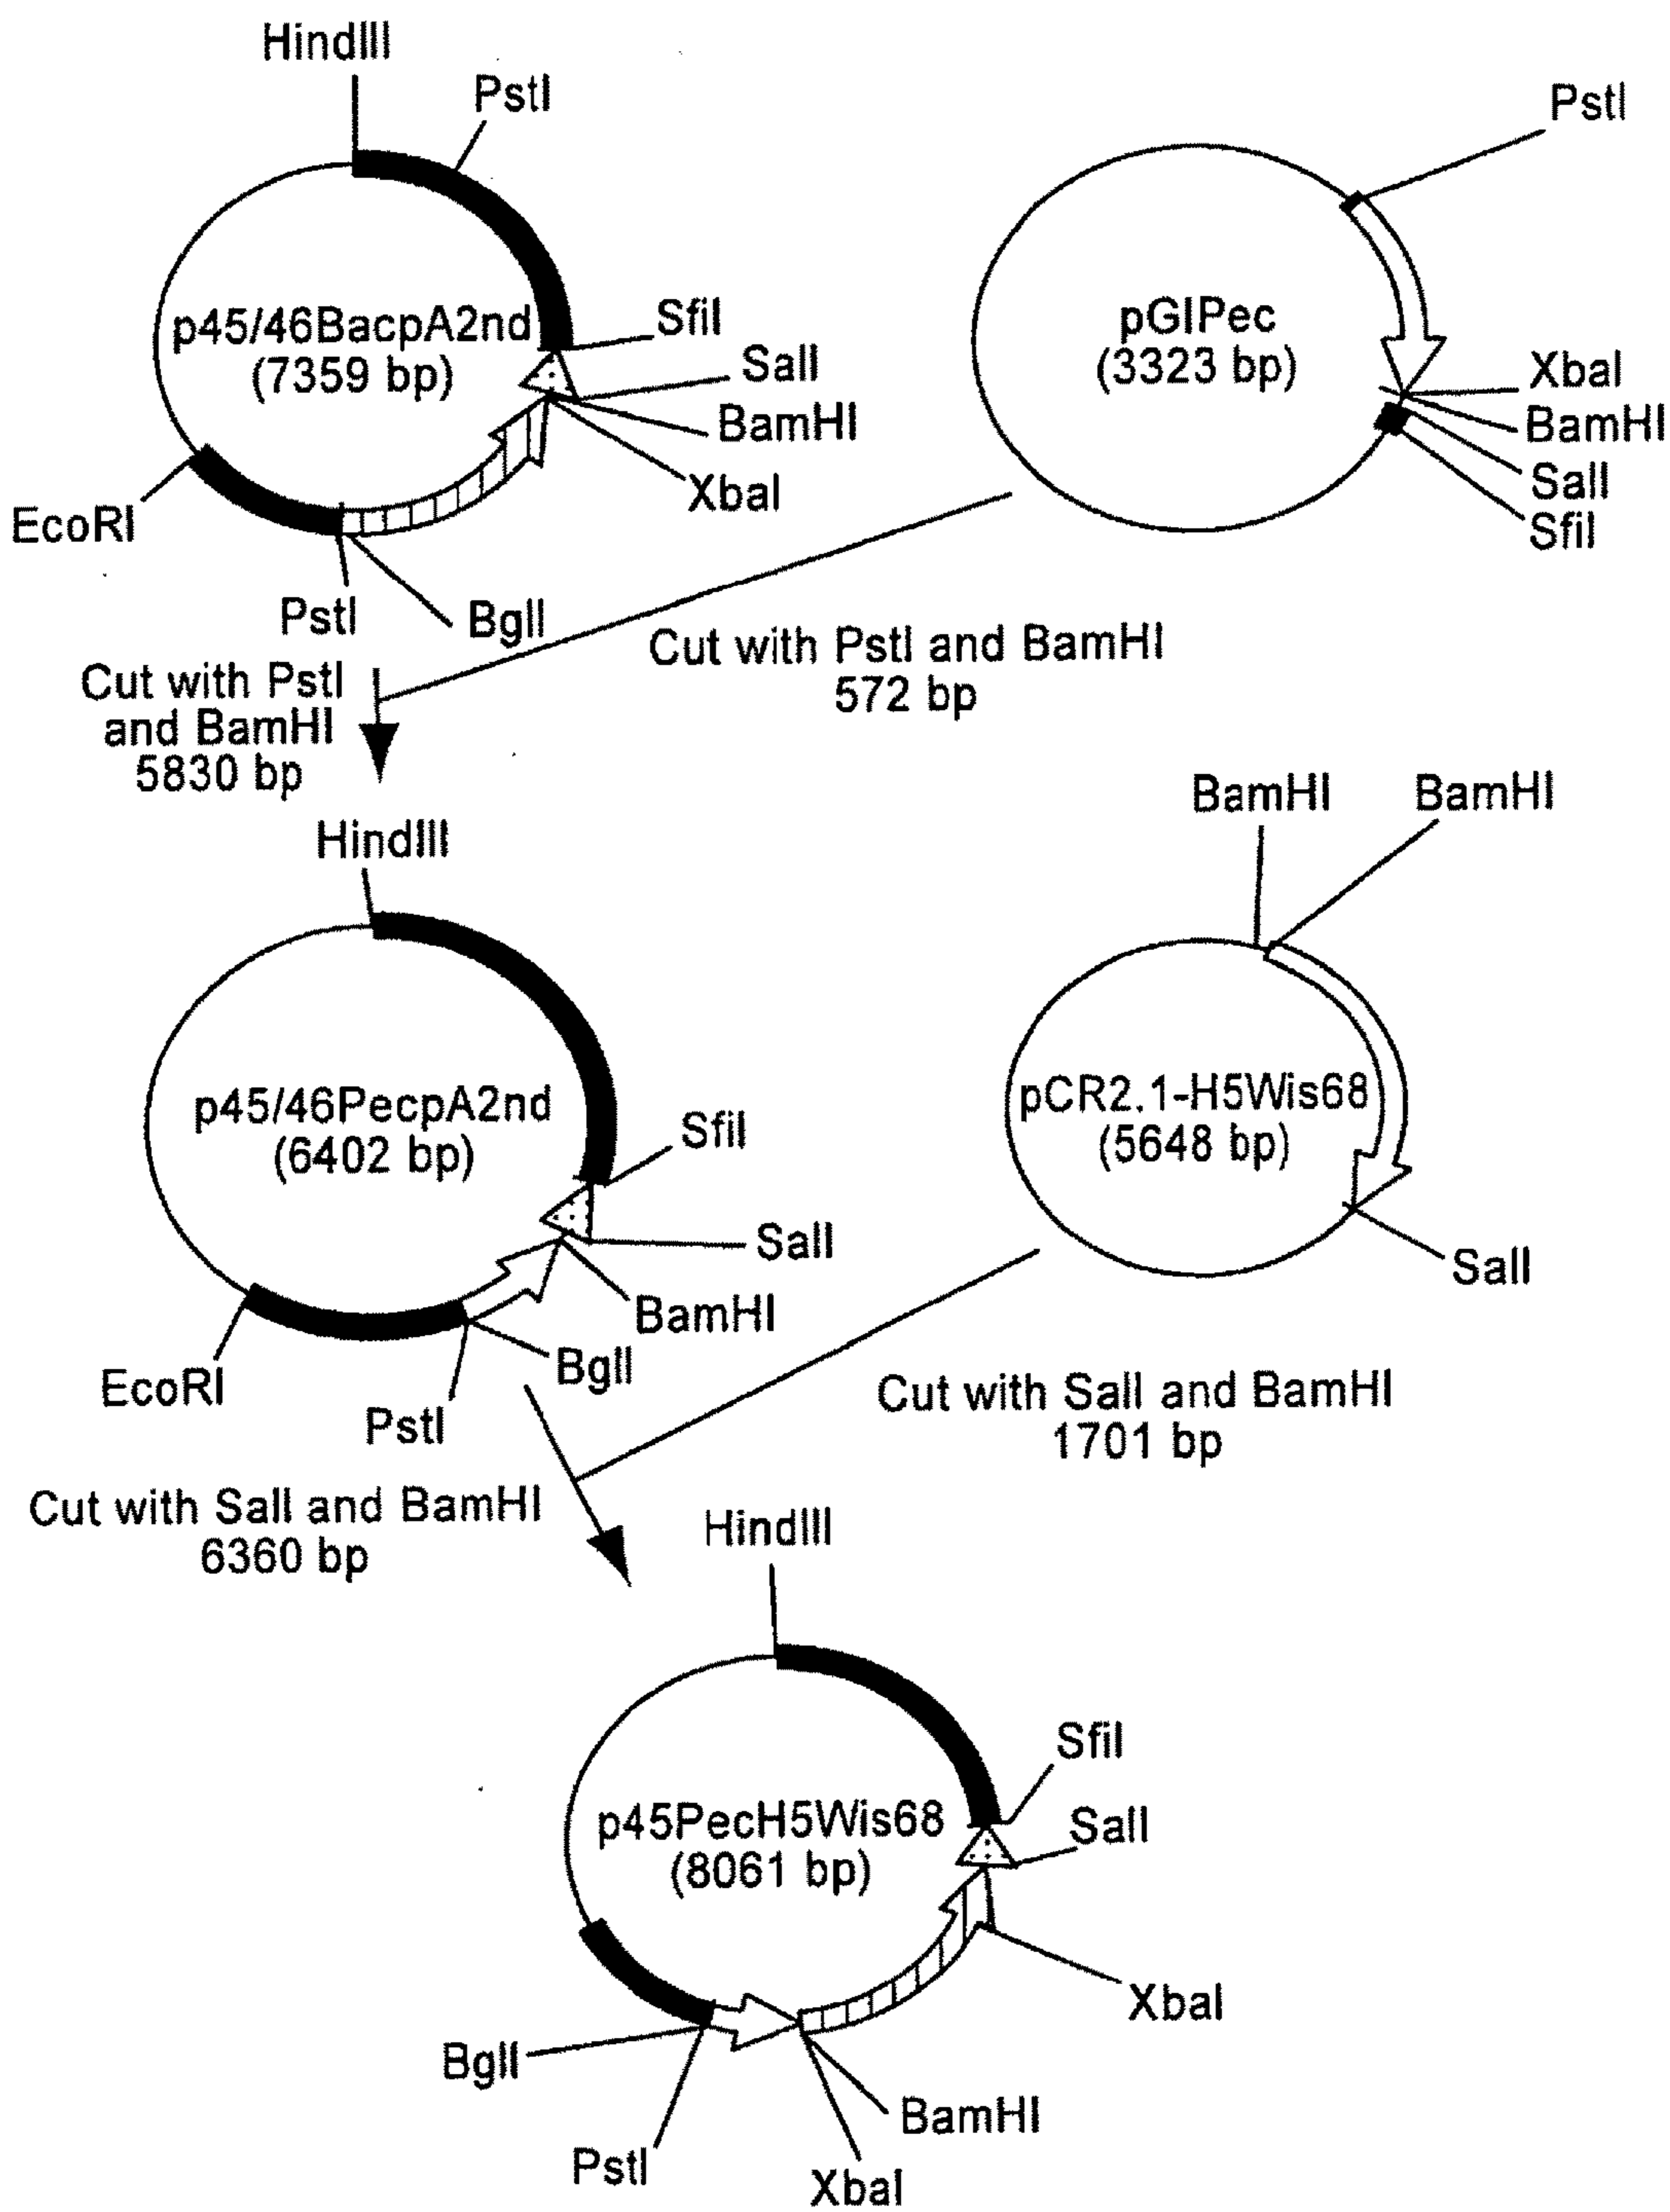 HindIII
PstI
p45/46BacpA2nd
(7359 bp)
SfiI
SalI
BamHI
XbaI
EcoRI
PstI
BglI
PstI
pGIPec
(3323 bp)
XbaI
BamHI
SalI
SfiI
Cut with PstI
and BamHI
5830 bp
Cut with PstI and BamHI
572 bp
HindIII
p45/46PecpA2nd
(6402 bp)
SfiI
SalI
BamHI
BglI
EcoRI
PstI
BamHI
BamHI
pCR2.1-H5Wis68
(5648 bp)
SalI
Cut with SalI and BamHI
1701 bp
Cut with SalI and BamHI
6360 bp
HindIII
p45PecH5Wis68
(8061 bp)
SfiI
SalI
XbaI
BglI
PstI
BamHI
XbaI